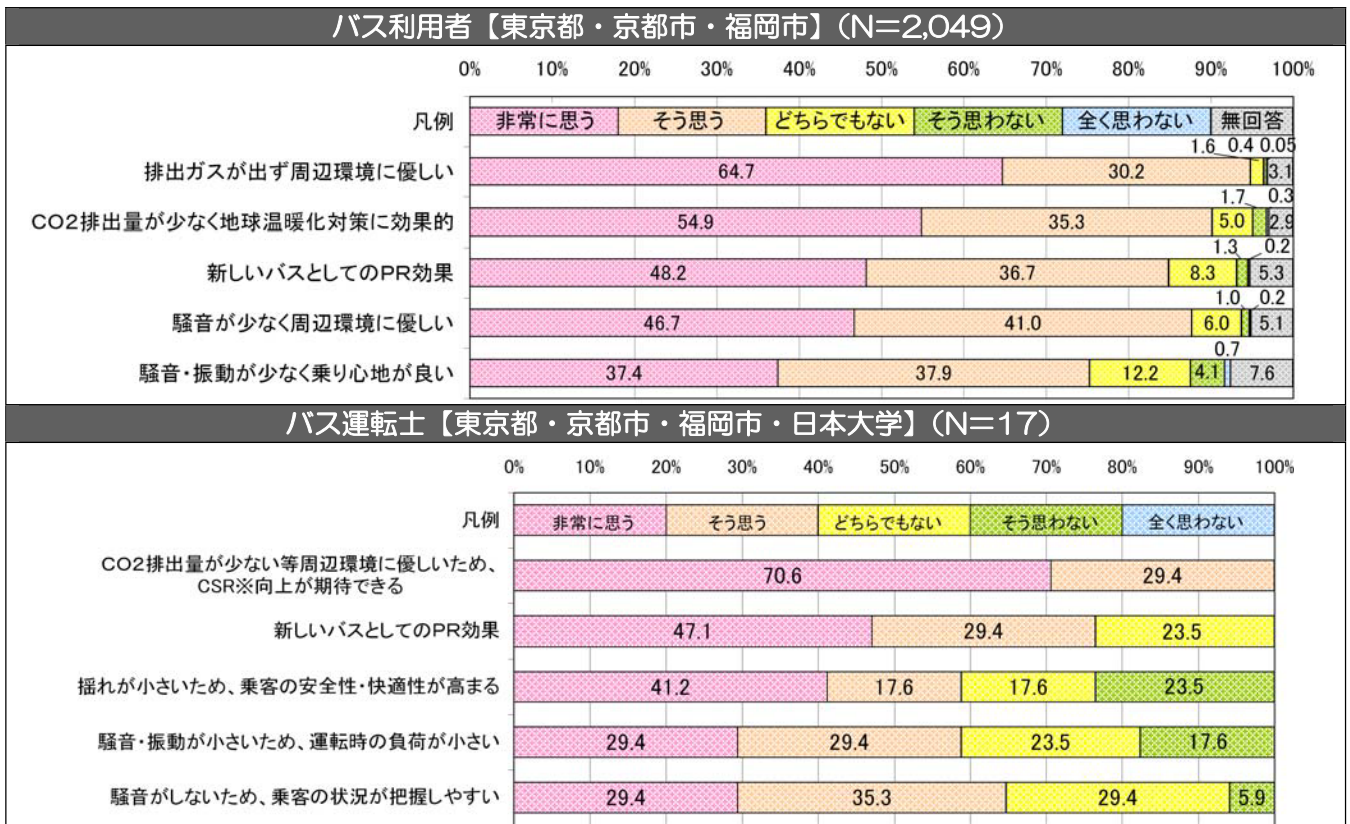 バス利用者【東京都・京都市・福岡市】(N=2,049)
0% 10% 20% 30% 40% 50% 60% 70% 80% 90% 100%
凡例 非常に思う そう思う どちらでもない そう思わない 全く思わない 無回答
1.6 0.4 0.05
排出ガスが出ず周辺環境に優しい 64.7 30.2 3.1
1.7 0.3
CO2排出量が少なく地球温暖化対策に効果的 54.9 35.3 5.0 2.9
1.3 0.2
新しいバスとしてのPR効果 48.2 36.7 8.3 5.3
1.0 0.2
騒音が少なく周辺環境に優しい 46.7 41.0 6.0 5.1
0.7
騒音・振動が少なく乗り心地が良い 37.4 37.9 12.2 4.1 7.6
バス運転士【東京都・京都市・福岡市・日本大学】(N=17)
0% 10% 20% 30% 40% 50% 60% 70% 80% 90% 100%
凡例 非常に思う そう思う どちらでもない そう思わない 全く思わない
CO2排出量が少ない等周辺環境に優しいため、
CSR※向上が期待できる 70.6 29.4
新しいバスとしてのPR効果 47.1 29.4 23.5
揺れが小さいため、乗客の安全性・快適性が高まる 41.2 17.6 17.6 23.5
騒音・振動が小さいため、運転時の負荷が小さい 29.4 29.4 23.5 17.6
騒音がしないため、乗客の状況が把握しやすい 29.4 35.3 29.4 5.9